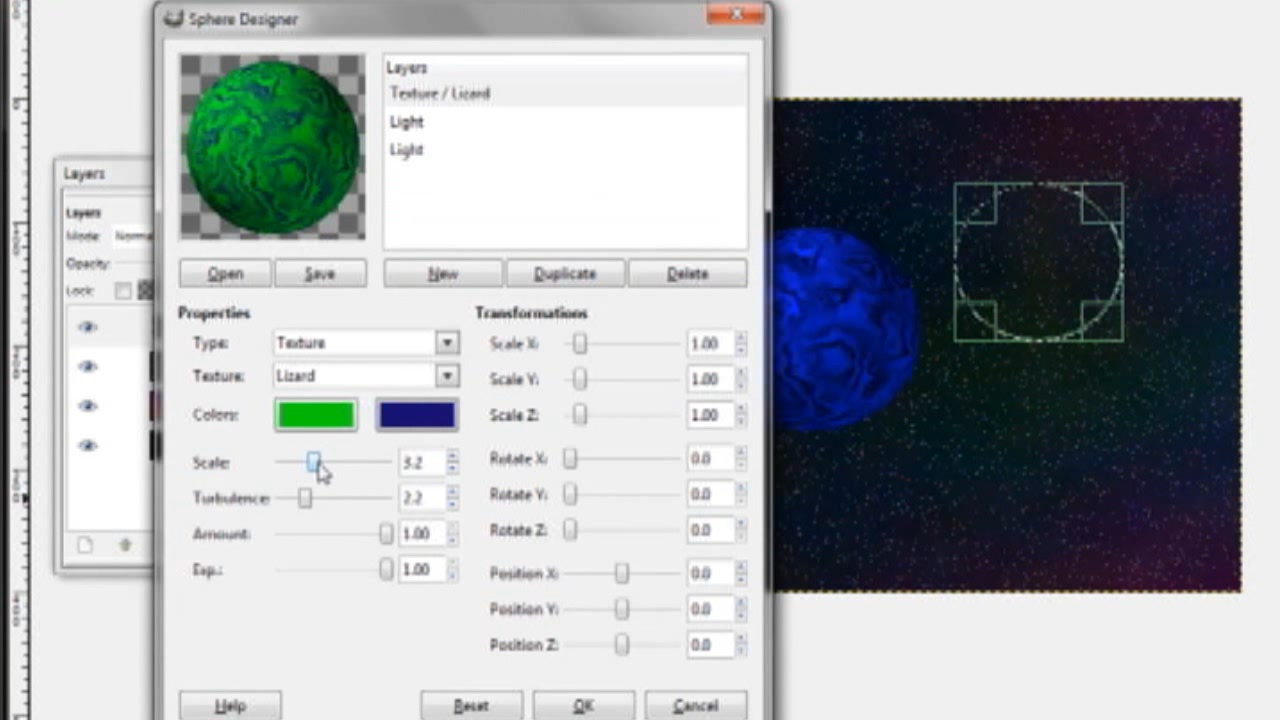 Sphere Designer
Layers
Texture / Lizard
Light
Light
Open
Save
New
Duplicate
Delete
Layers
Layers
Mode: Norma
Opacity:
Lock:
Properties
Type: Texture
Texture: Lizard
Colors:
Scale: 3.2
Turbulence: 2.2
Amount: 1.00
Exp.: 1.00
Transformations
Scale X: 1.00
Scale Y: 1.00
Scale Z: 1.00
Rotate X: 0.0
Rotate Y: 0.0
Rotate Z: 0.0
Position X: 0.0
Position Y: 0.0
Position Z: 0.0
Help
Reset
OK
Cancel